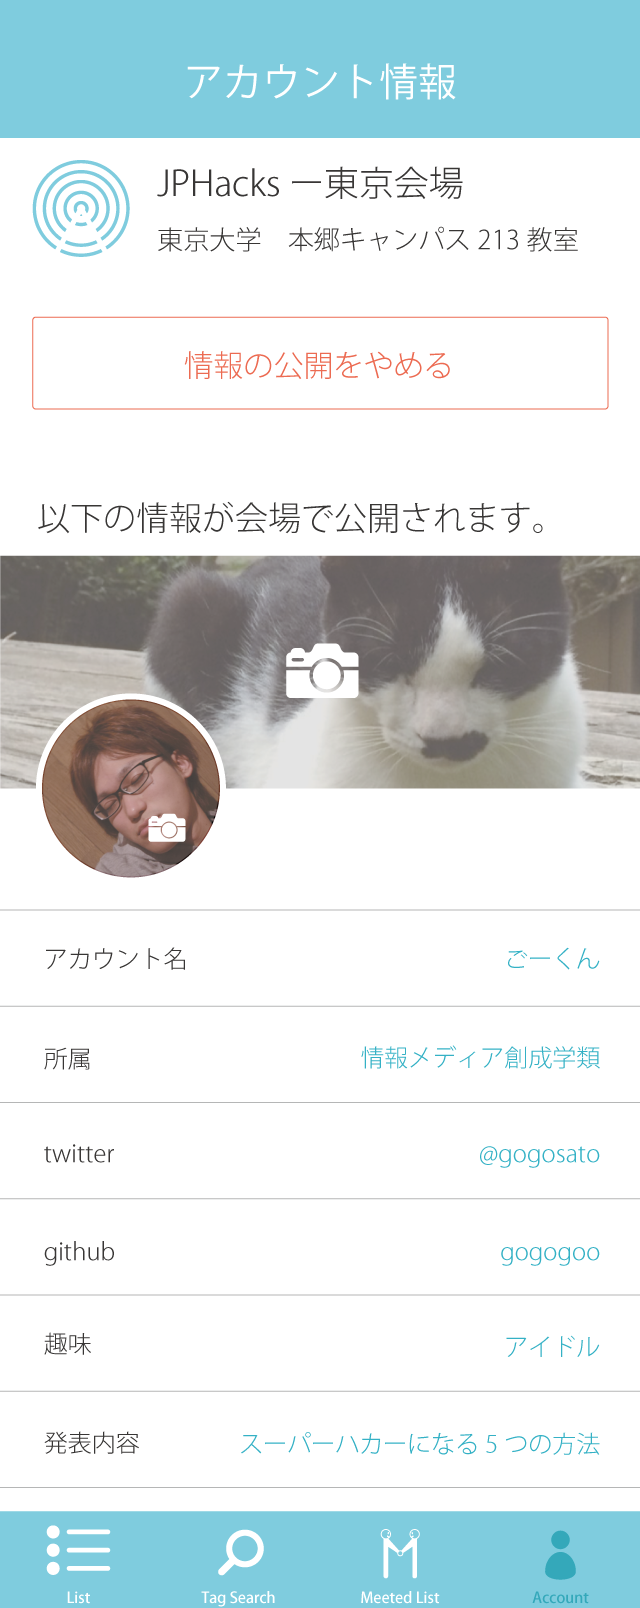 アカウント情報
JPHacks ー東京会場
東京大学　本郷キャンパス 213 教室
情報の公開をやめる
以下の情報が会場で公開されます。
アカウント名 ごーくん
所属 情報メディア創成学類
twitter @gogosato
github gogogoo
趣味 アイドル
発表内容 スーパーハカーになる 5 つの方法
List Tag Search Meeted List Account